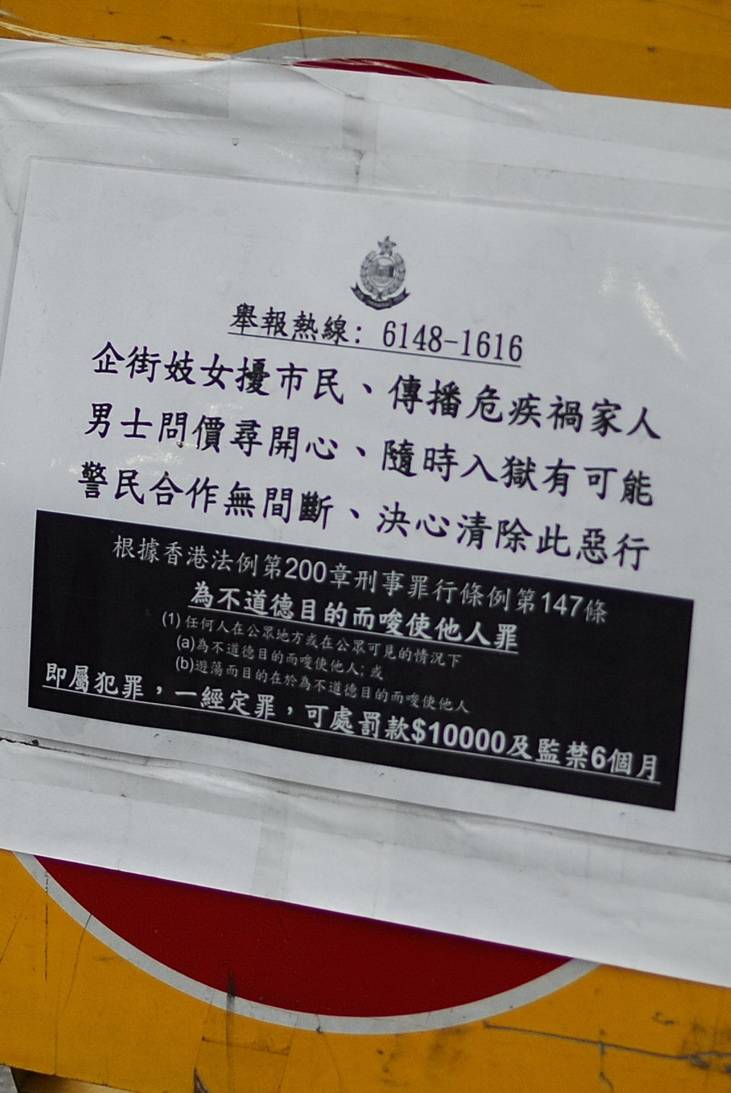 舉報熱線: 6148-1616
企街妓女擾市民、傳播危疾禍家人
男士問價尋開心、隨時入獄有可能
警民合作無間斷、決心清除此惡行
根據香港法例第200章刑事罪行條例第147條
為不道德目的而唆使他人罪
(1) 任何人在公眾地方或在公眾可見的情況下
(a)為不道德目的而唆使他人; 或
(b)遊蕩而目的在於為不道德目的而唆使他人
即屬犯罪，一經定罪，可處罰款$10000及監禁6個月